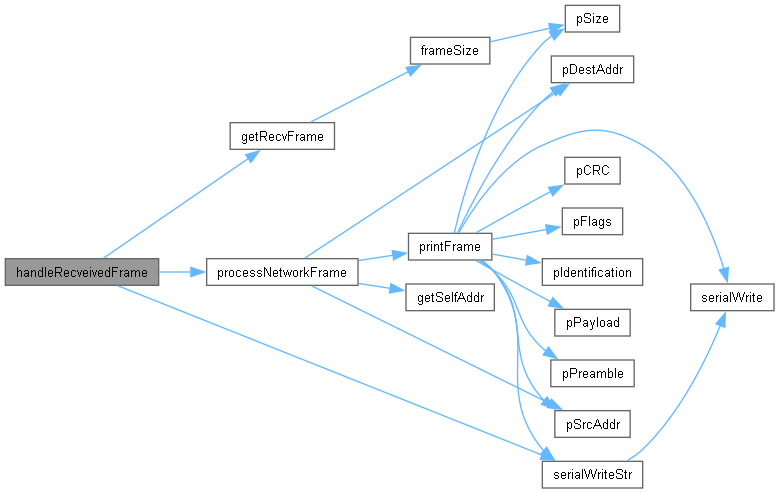 pSize
frameSize
pDestAddr
getRecvFrame
pCRC
pFlags
printFrame
handleRecveivedFrame
processNetworkFrame
pIdentification
getSelfAddr
serialWrite
pPayload
pPreamble
pSrcAddr
serialWriteStr